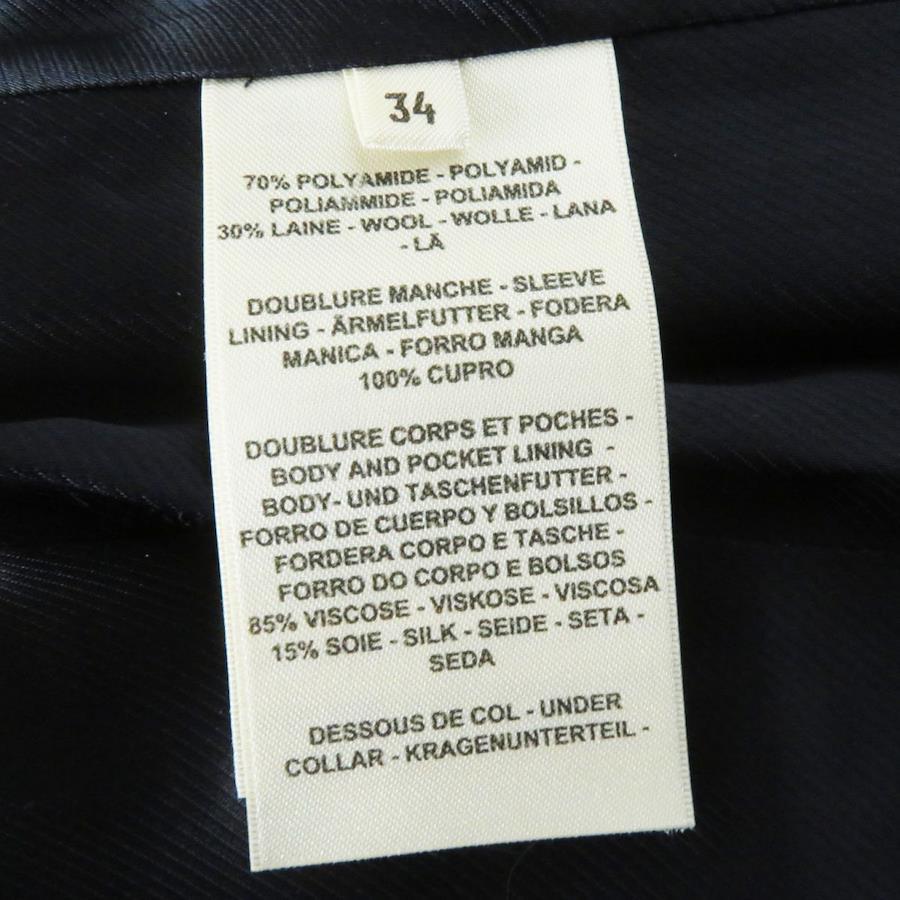 34
70% POLYAMIDE - POLYAMID -
POLIAMMIDE - POLIAMIDA
30% LAINE - WOOL - WOLLE - LANA
- LÃ
DOUBLURE MANCHE - SLEEVE
LINING - ÄRMELFUTTER - FODERA
MANICA - FORRO MANGA
100% CUPRO
DOUBLURE CORPS ET POCHES -
BODY AND POCKET LINING -
BODY- UND TASCHENFUTTER -
FORRO DE CUERPO Y BOLSILLOS -
FORDERA CORPO E TASCHE -
FORRO DO CORPO E BOLSOS
85% VISCOSE - VISKOSE - VISCOSA
15% SOIE - SILK - SEIDE - SETA -
SEDA
DESSOUS DE COL - UNDER
COLLAR - KRAGENUNTERTEIL -